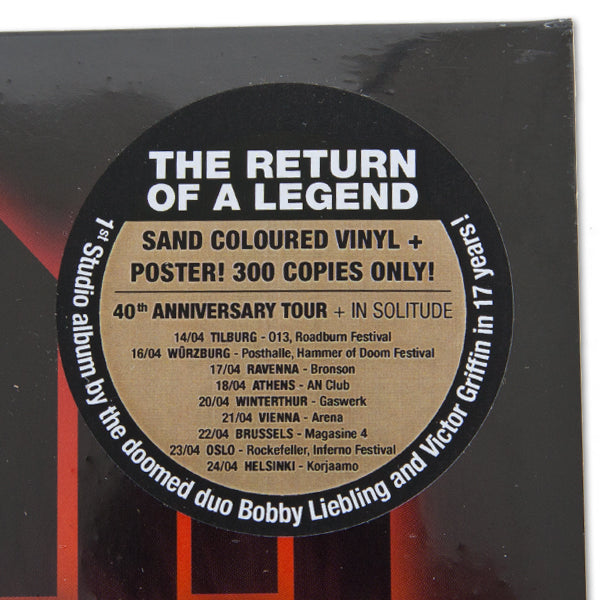 THE RETURN
OF A LEGEND
SAND COLOURED VINYL +
POSTER! 300 COPIES ONLY!
40th ANNIVERSARY TOUR + IN SOLITUDE
14/04 TILBURG - 013, Roadburn Festival
16/04 WÜRZBURG - Posthalle, Hammer of Doom Festival
17/04 RAVENNA - Bronson
18/04 ATHENS - AN Club
20/04 WINTERTHUR - Gaswerk
21/04 VIENNA - Arena
22/04 BRUSSELS - Magasine 4
23/04 OSLO - Rockefeller, Inferno Festival
24/04 HELSINKI - Korjaamo
1st Studio album by the doomed duo Bobby Liebling and Victor Griffin in 17 years!